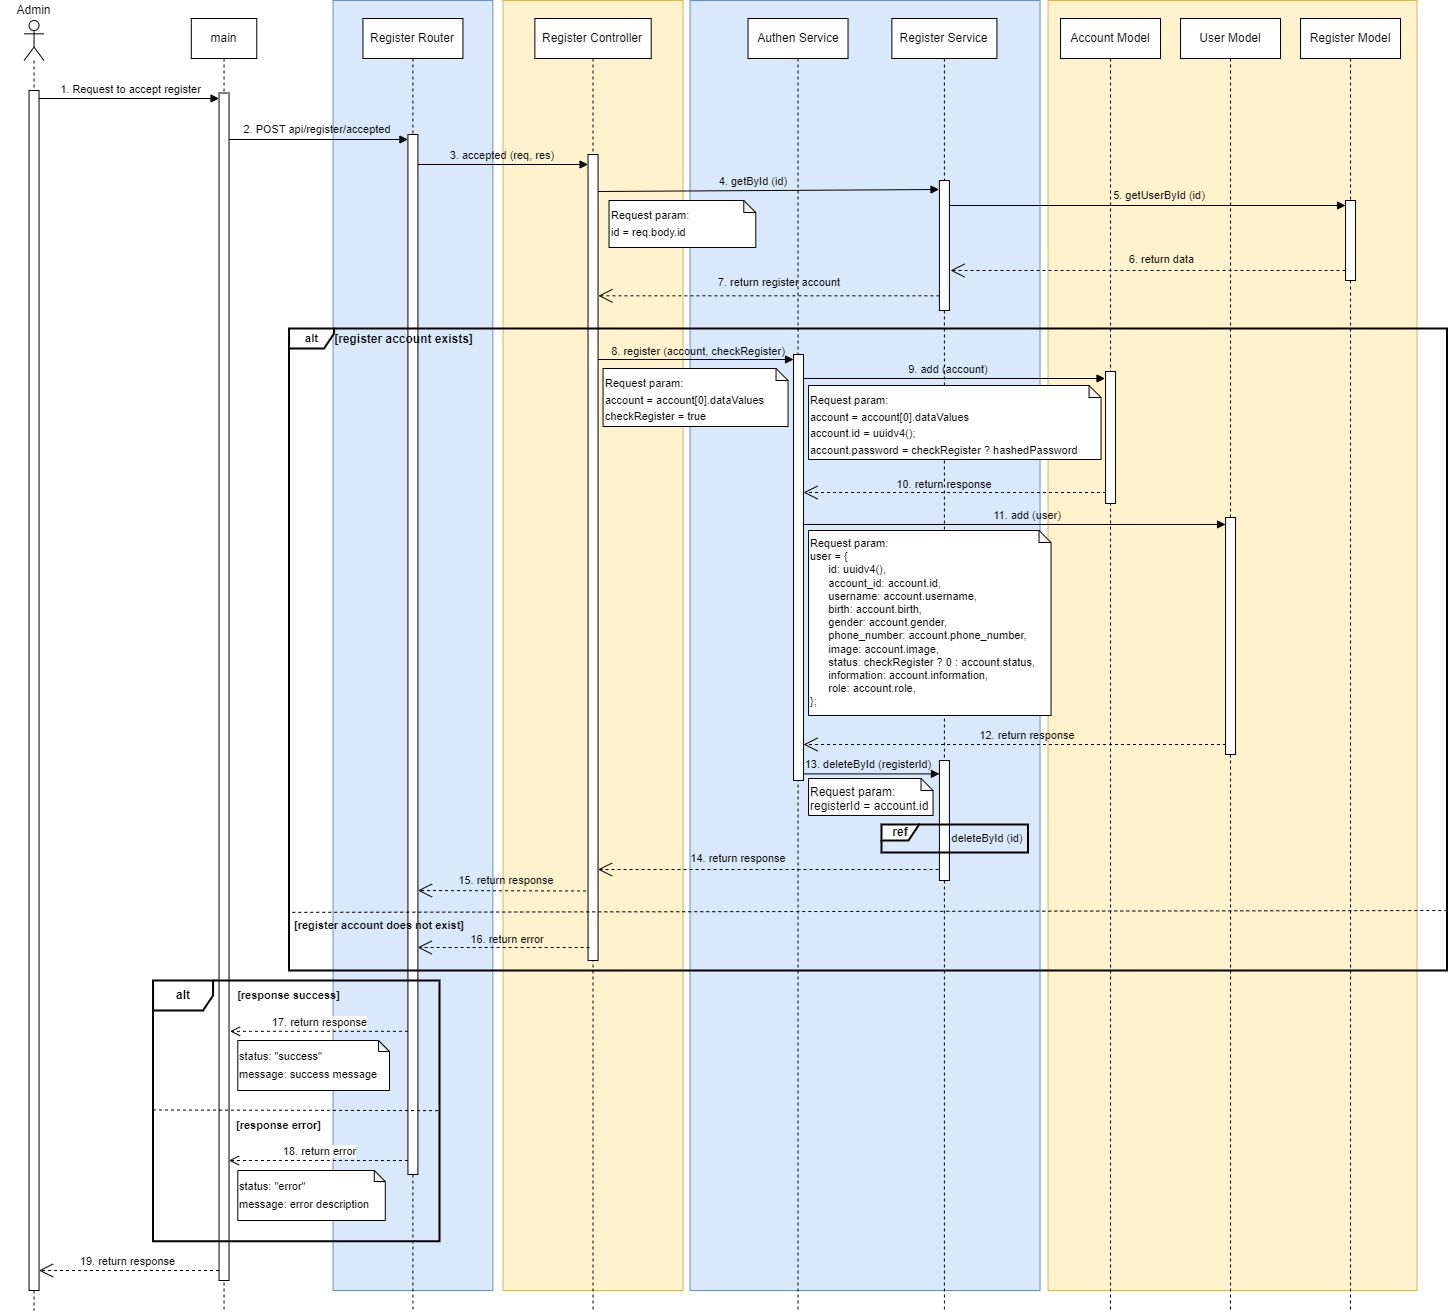 Admin
main
Register Router
Register Controller
Authen Service
Register Service
Account Model
User Model
Register Model
1. Request to accept register
2. POST api/register/accepted
3. accepted (req, res)
4. getById (id)
Request param:
id = req.body.id
5. getUserById (id)
6. return data
7. return register account
alt
[register account exists]
8. register (account, checkRegister)
Request param:
account = account[0].dataValues
checkRegister = true
9. add (account)
Request param:
account = account[0].dataValues
account.id = uuidv4();
account.password = checkRegister ? hashedPassword
10. return response
11. add (user)
Request param:
user = {
id: uuidv4(),
account_id: account.id,
username: account.username,
birth: account.birth,
gender: account.gender,
phone_number: account.phone_number,
image: account.image,
status: checkRegister ? 0 : account.status,
information: account.information,
role: account.role,
};
12. return response
13. deleteById (registerId)
Request param:
registerId = account.id
ref
deleteById (id)
14. return response
15. return response
[register account does not exist]
16. return error
alt
[response success]
17. return response
status: "success"
message: success message
[response error]
18. return error
status: "error"
message: error description
19. return response